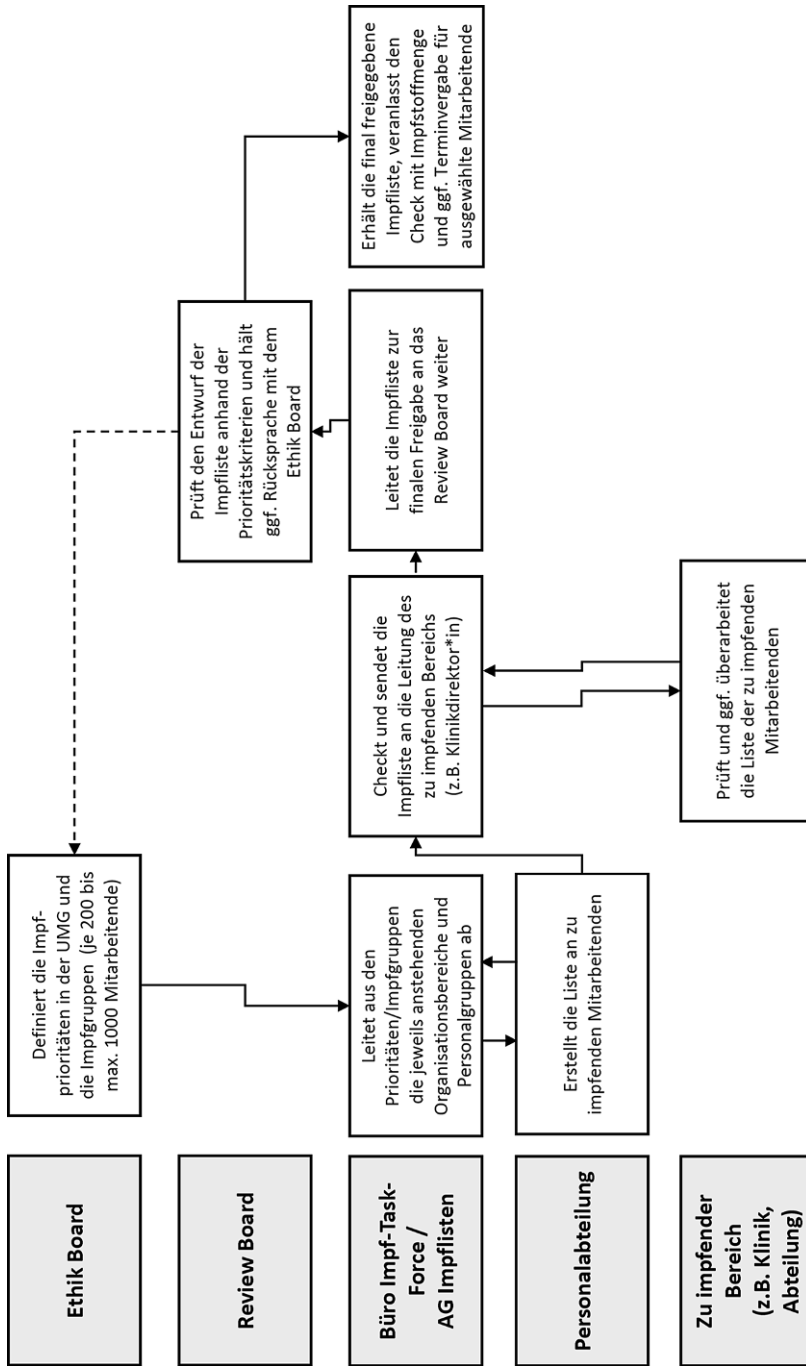 Ethik Board
Definiert die Impf-
prioritäten in der UMG und
die Impfgruppen (je 200 bis
max. 1000 Mitarbeitende)
Review Board
Prüft den Entwurf der
Impfliste anhand der
Prioritätskriterien und hält
ggf. Rücksprache mit dem
Ethik Board
Büro Impf-Task-
Force /
AG Impflisten
Leitet aus den
Prioritäten/Impfgruppen
die jeweils anstehenden
Organisationsbereiche und
Personalgruppen ab
Checkt und sendet die
Impfliste an die Leitung des
zu impfenden Bereichs
(z.B. Klinikdirektor*in)
Leitet die Impfliste zur
finalen Freigabe an das
Review Board weiter
Erhält die final freigegebene
Impfliste, veranlasst den
Check mit Impfstoffmenge
und ggf. Terminvergabe für
ausgewählte Mitarbeitende
Personalabteilung
Erstellt die Liste an zu
impfenden Mitarbeitenden
Zu impfender
Bereich
(z.B. Klinik,
Abteilung)
Prüft und ggf. überarbeitet
die Liste der zu impfenden
Mitarbeitenden